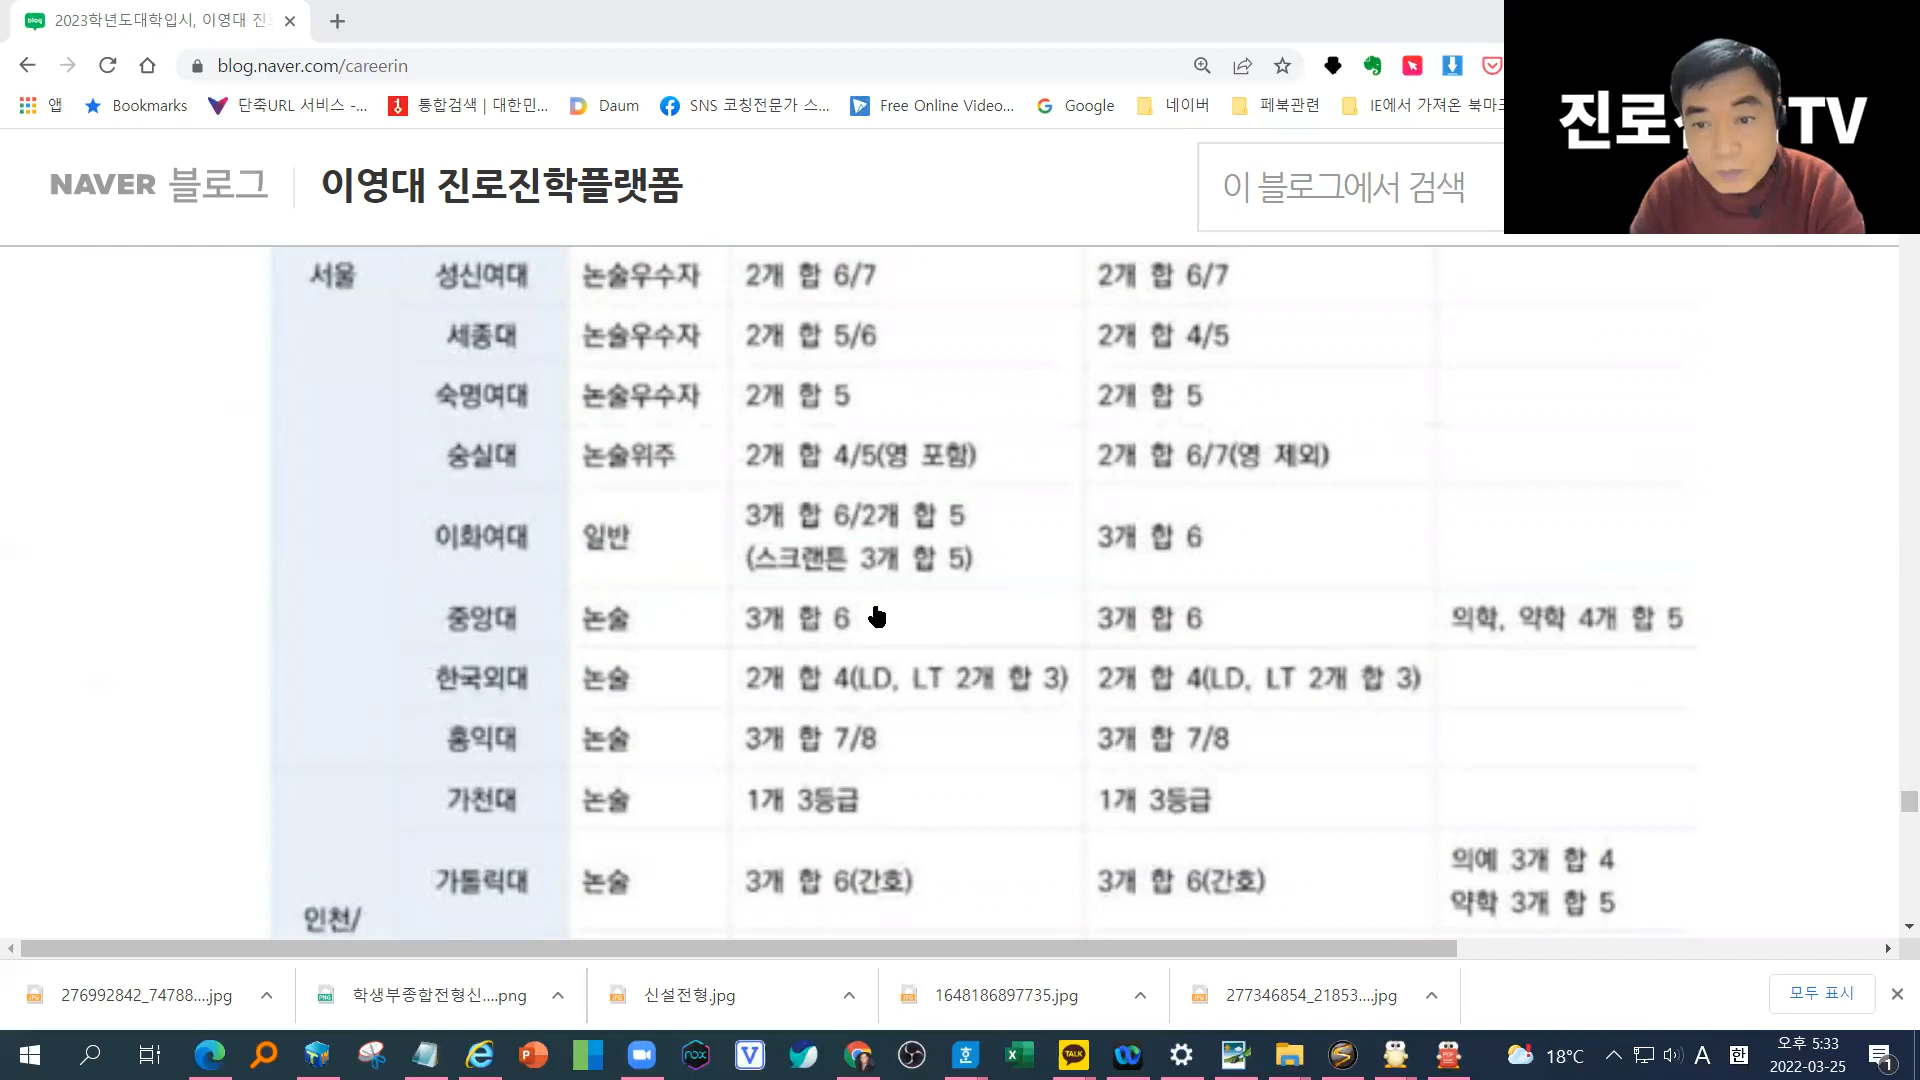 2023학년도대학입시, 이영대 진
blog.naver.com/careerin
앱 Bookmarks 단축URL 서비스 -... 통합검색 | 대한민... Daum SNS 코칭전문가 스... Free Online Video... Google 네이버 페북관련 IE에서 가져온 북마크
진로 TV
NAVER 블로그 이영대 진로진학플랫폼 이 블로그에서 검색
서울 성신여대 논술우수자 2개 합 6/7 2개 합 6/7
세종대 논술우수자 2개 합 5/6 2개 합 4/5
숙명여대 논술우수자 2개 합 5 2개 합 5
숭실대 논술위주 2개 합 4/5(영 포함) 2개 합 6/7(영 제외)
이화여대 일반 3개 합 6/2개 합 5 3개 합 6
(스크랜튼 3개 합 5)
중앙대 논술 3개 합 6 3개 합 6 의학, 약학 4개 합 5
한국외대 논술 2개 합 4(LD, LT 2개 합 3) 2개 합 4(LD, LT 2개 합 3)
홍익대 논술 3개 합 7/8 3개 합 7/8
가천대 논술 1개 3등급 1개 3등급
가톨릭대 논술 3개 합 6(간호) 3개 합 6(간호) 의예 3개 합 4
약학 3개 합 5
인천/
276992842_74788....jpg 학생부종합전형신....png 신설전형.jpg 1648186897735.jpg 277346854_21853....jpg 모두 표시
18°C A 한 오후 5:33
2022-03-25
1